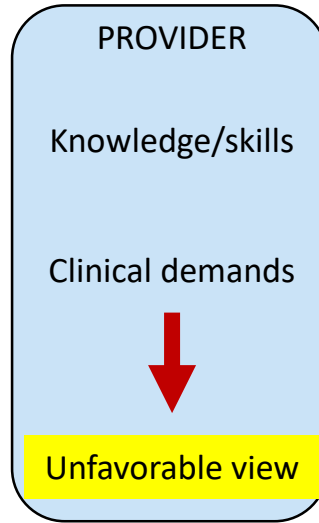 PROVIDER
Knowledge/skills
Clinical demands
Unfavorable view